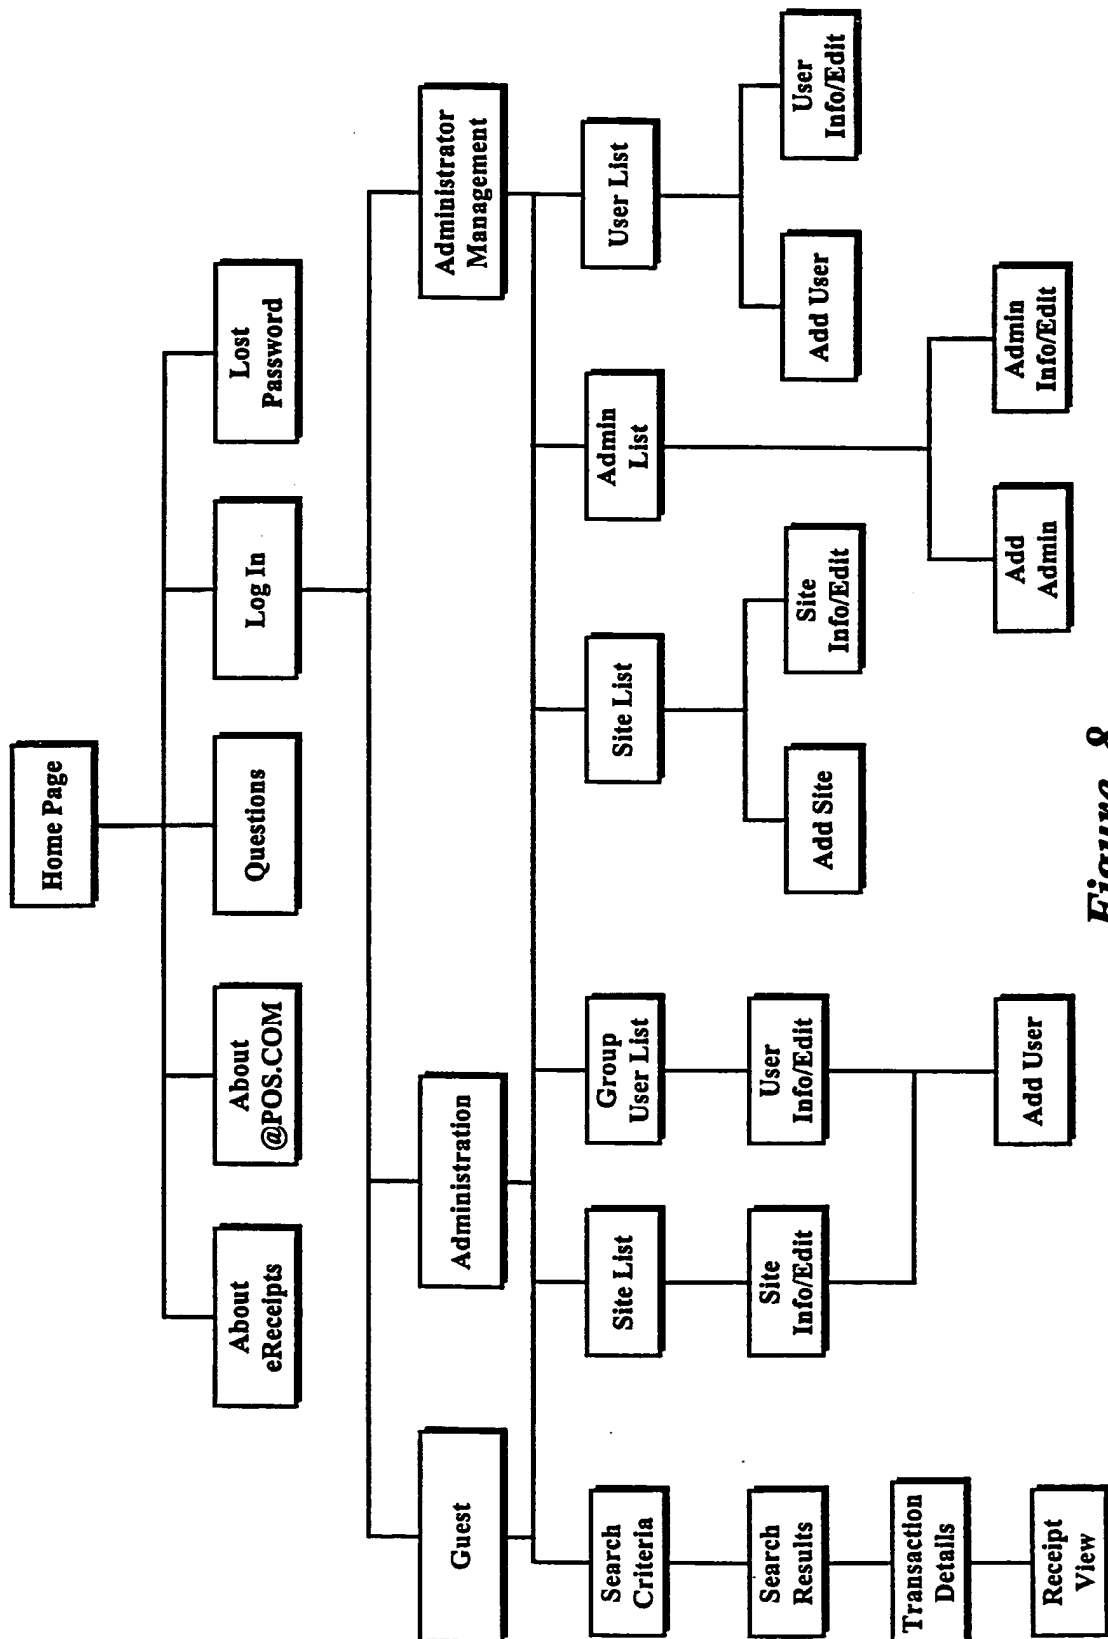 Home Page
About
eReceipts
About
@POS.COM
Questions
Log In
Lost
Password
Guest
Administration
Administrator
Management
Search
Criteria
Site List
Group
User List
Site List
Admin
List
User List
Search
Results
Site
Info/Edit
User
Info/Edit
Add Site
Site
Info/Edit
Add User
User
Info/Edit
Transaction
Details
Receipt
View
Add User
Add
Admin
Admin
Info/Edit
Figure 8